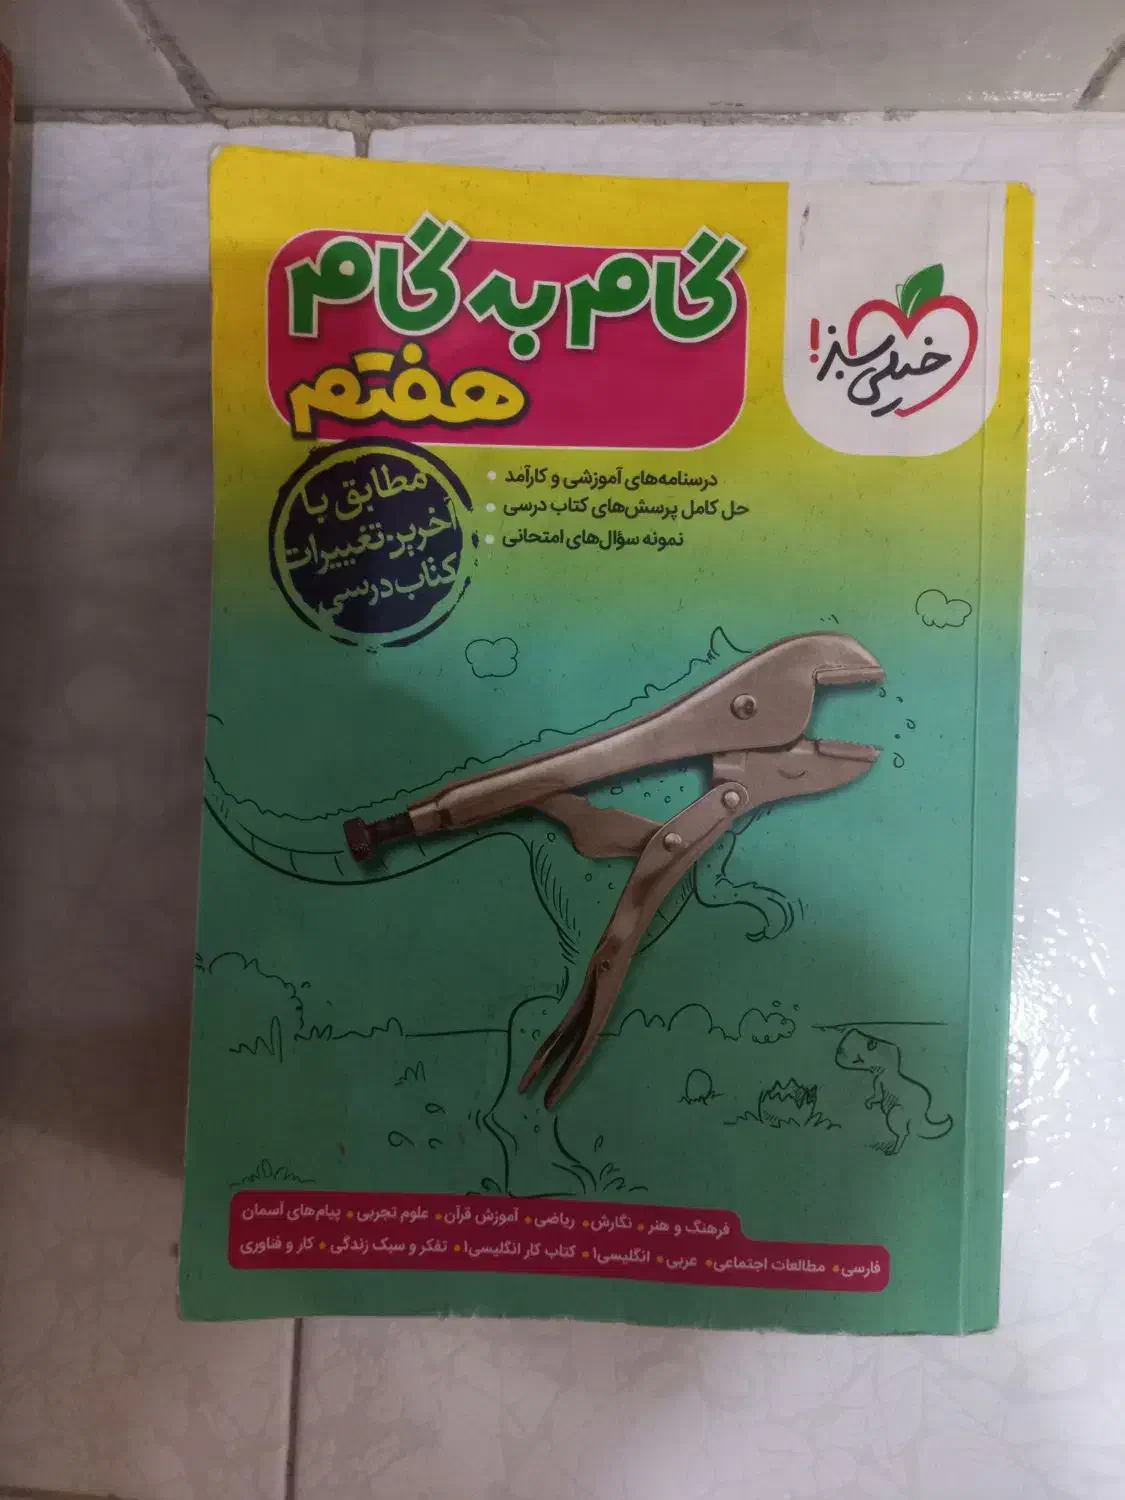 خیلی سبز!
گام به گام
هفتم
مطابق با
آخرین تغییرات
کتاب درسی
• درسنامه‌های آموزشی و کارآمد
• حل کامل پرسش‌های کتاب درسی
• نمونه سؤال‌های امتحانی
فرهنگ و هنر • نگارش • ریاضی • آموزش قرآن • علوم تجربی • پیام‌های آسمان
فارسی • مطالعات اجتماعی • عربی • انگلیسی۱ • کتاب کار انگلیسی۱ • تفکر و سبک زندگی • کار و فناوری